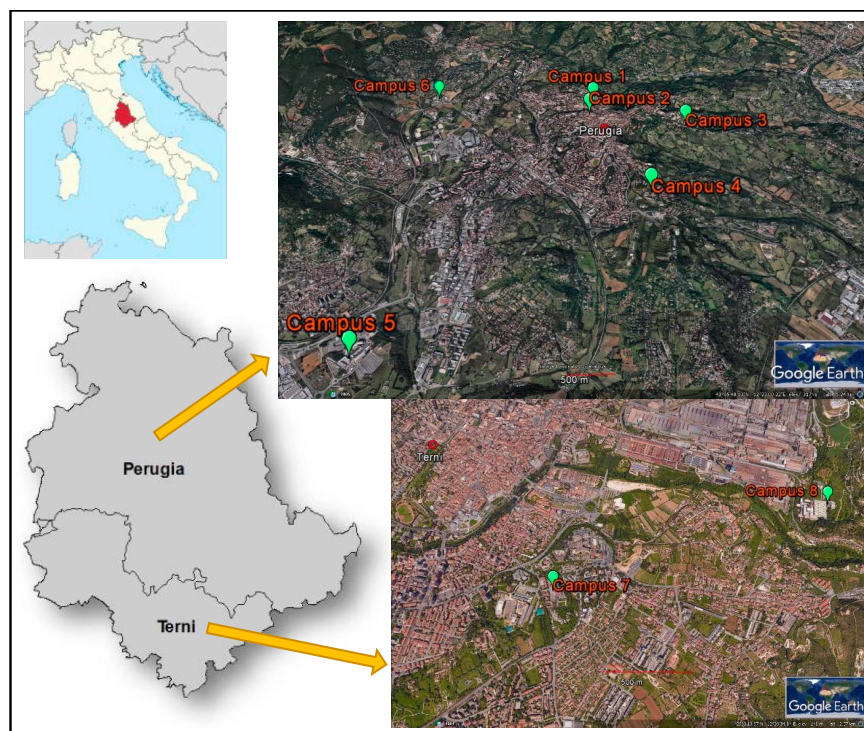 Campus 1
Campus 6
Campus 2
Campus 3
Perugia
Campus 4
Campus 5
500 m
Google Earth
Perugia
Terni
Terni
Campus 8
Campus 7
500 m
Google Earth